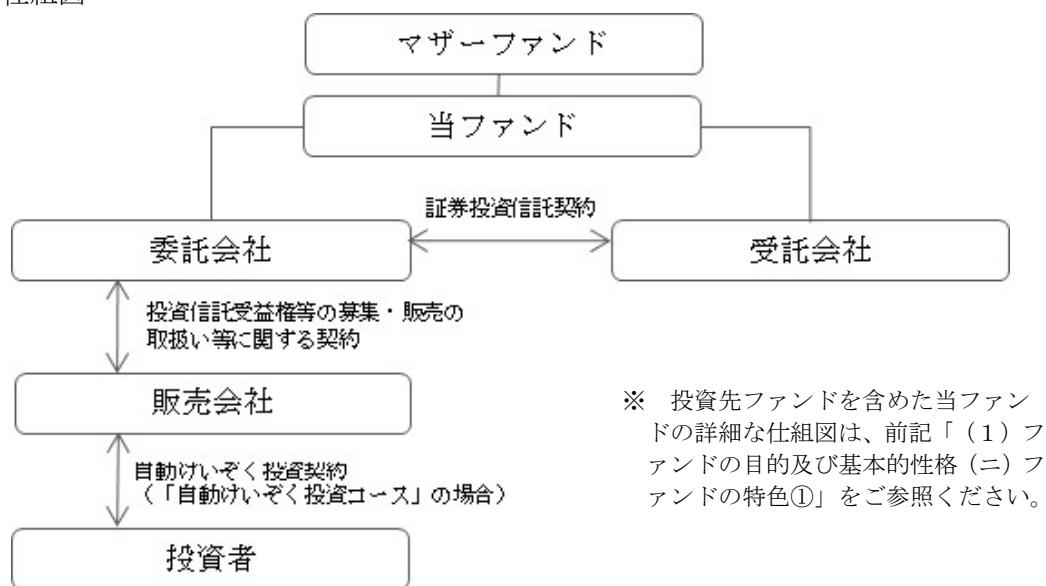 マザーファンド
当ファンド
証券投資信託契約
委託会社
受託会社
投資信託受益権等の募集・販売の
取扱い等に関する契約
販売会社
※　投資先ファンドを含めた当ファン
ドの詳細な仕組図は、前記「（１）フ
ァンドの目的及び基本的性格（ニ）フ
ァンドの特色①」をご参照ください。
自動けいぞく投資契約
（「自動けいぞく投資コース」の場合）
投資者